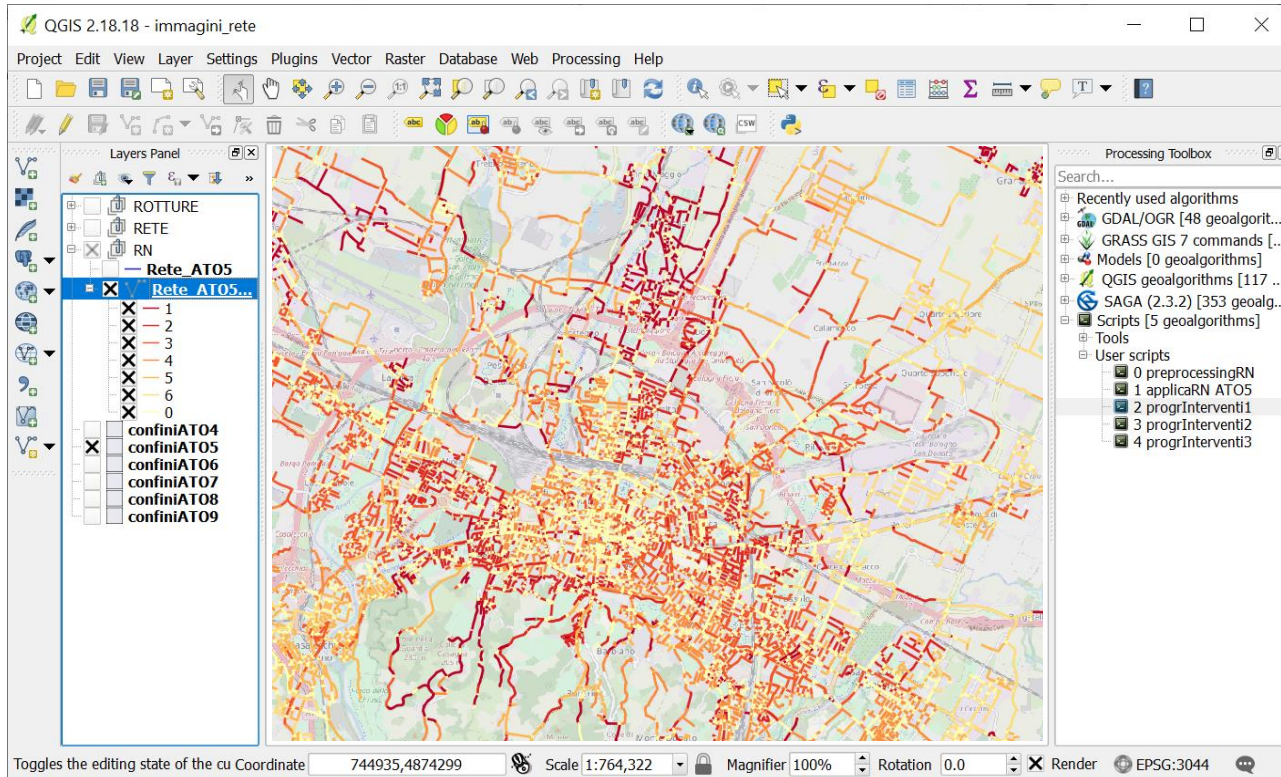 QGIS 2.18.18 - immagini_rete
Project Edit View Layer Settings Plugins Vector Raster Database Web Processing Help
Layers Panel
ROTTURE
RETE
RN
Rete_ATO5
Rete_ATO5...
1
2
3
4
5
6
0
confiniATO4
confiniATO5
confiniATO6
confiniATO7
confiniATO8
confiniATO9
Calamosco
Barbiano
Processing Toolbox
Search...
Recently used algorithms
GDAL/OGR [48 geoalgorit...
GRASS GIS 7 commands [...
Models [0 geoalgorithms]
QGIS geoalgorithms [117 ...
SAGA (2.3.2) [353 geoalg...
Scripts [5 geoalgorithms]
Tools
User scripts
0 preprocessingRN
1 applicaRN ATO5
2 progrInterventi1
3 progrInterventi2
4 progrInterventi3
Toggles the editing state of the cu Coordinate 744935,4874299 Scale 1:764,322 Magnifier 100% Rotation 0.0 Render EPSG:3044